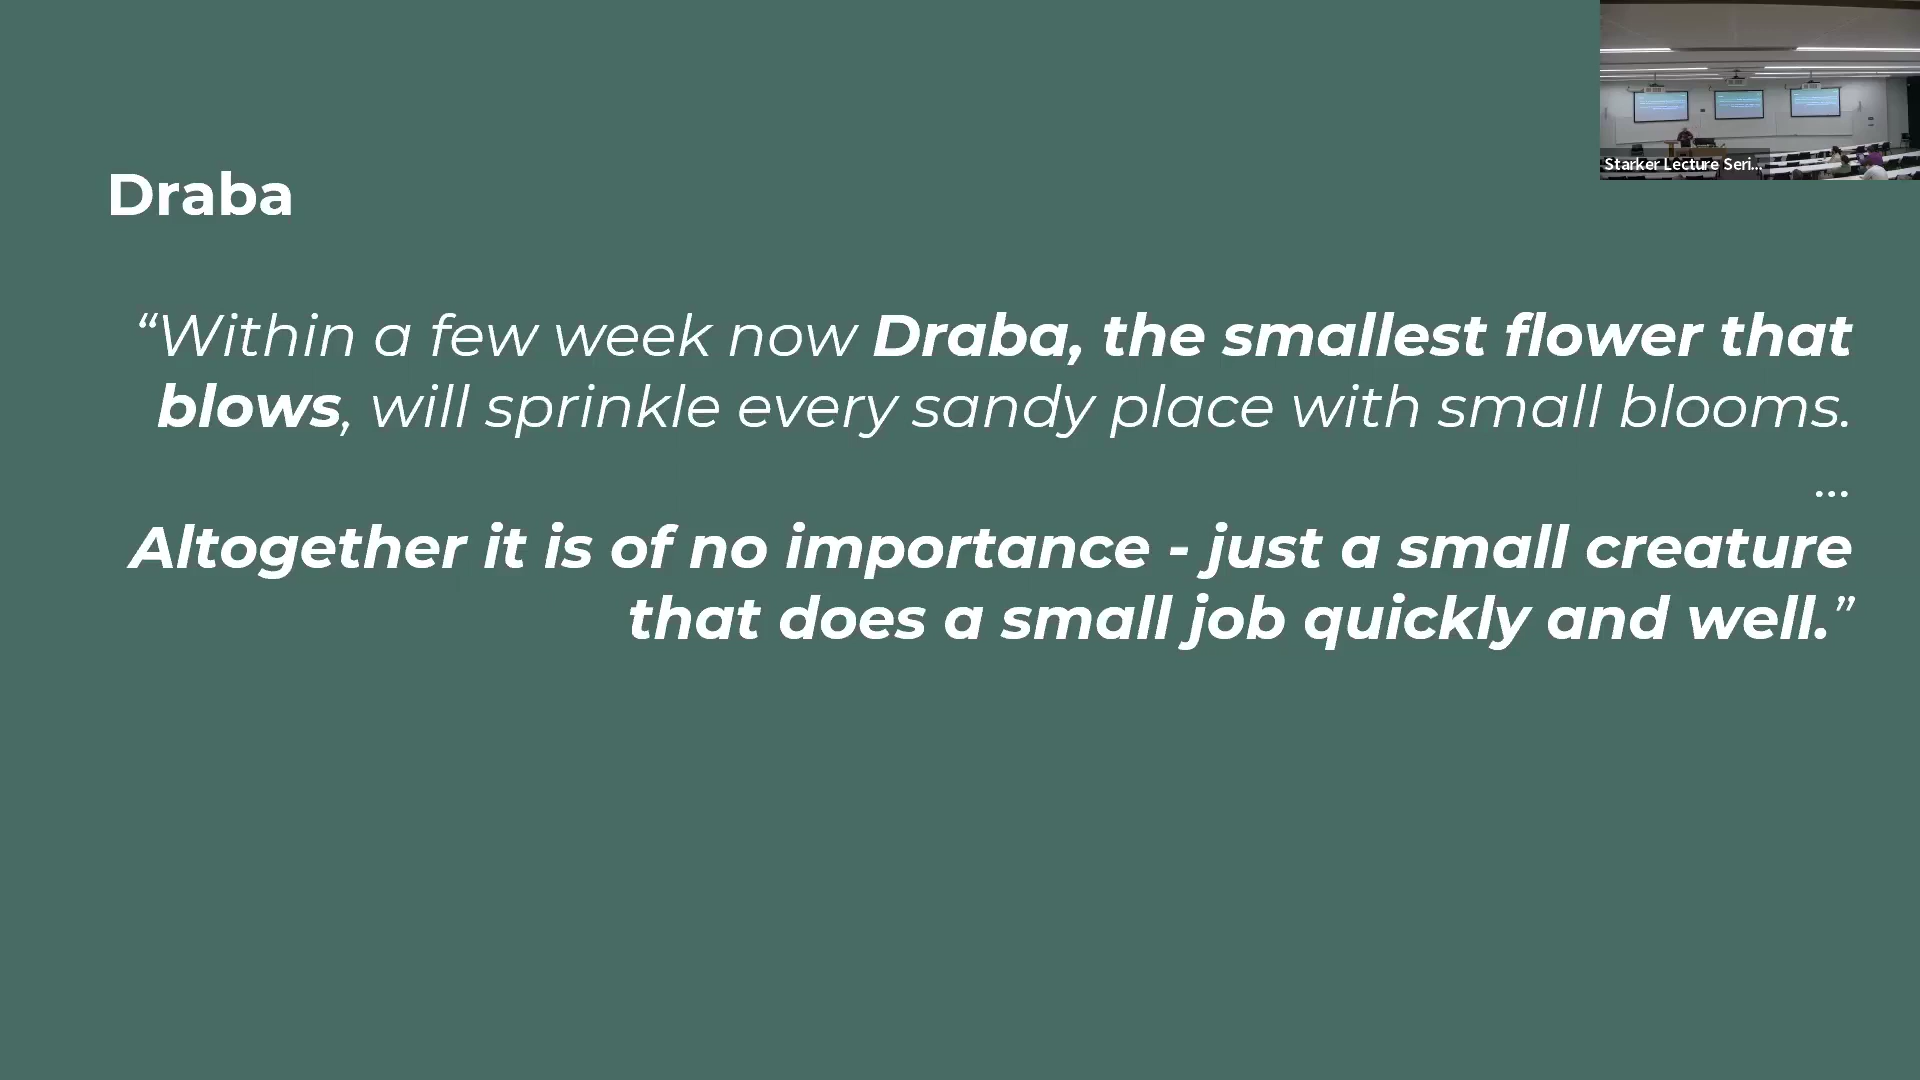 Starker Lecture Seri...
Draba
“Within a few week now Draba, the smallest flower that
blows, will sprinkle every sandy place with small blooms.
...
Altogether it is of no importance - just a small creature
that does a small job quickly and well.”